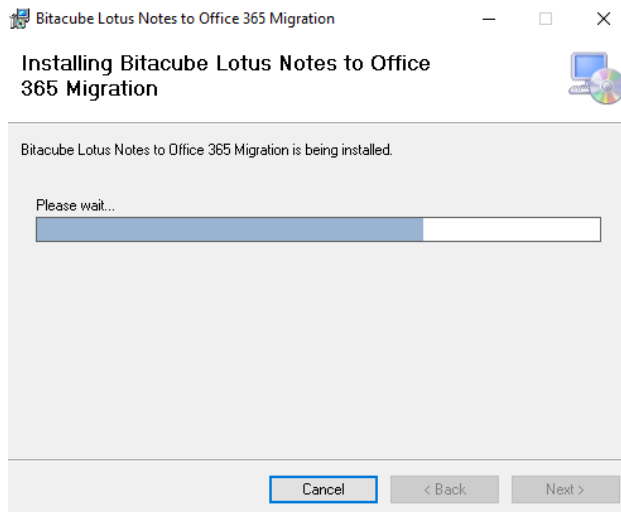 Bitacube Lotus Notes to Office 365 Migration
Installing Bitacube Lotus Notes to Office
365 Migration
Bitacube Lotus Notes to Office 365 Migration is being installed.
Please wait...
Cancel
< Back
Next >